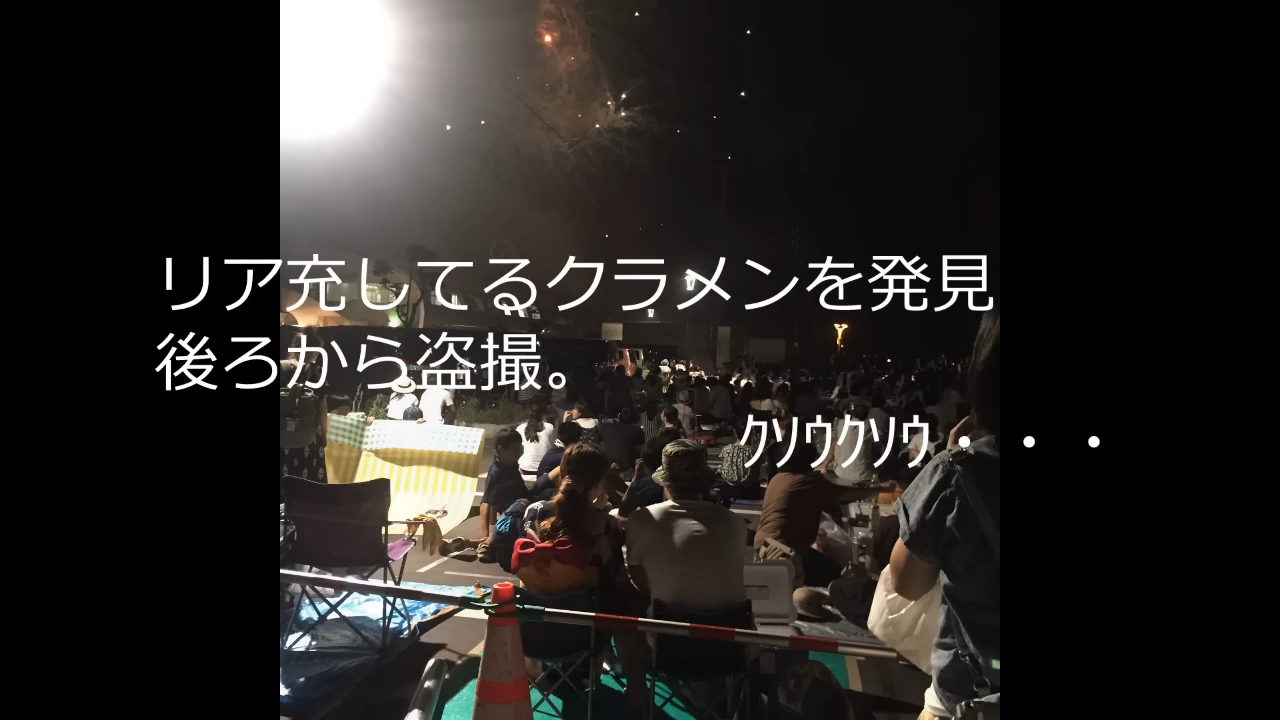 リア充してるクラメンを発見
後ろから盗撮。
ｸｿｳｸｿｳ・・・